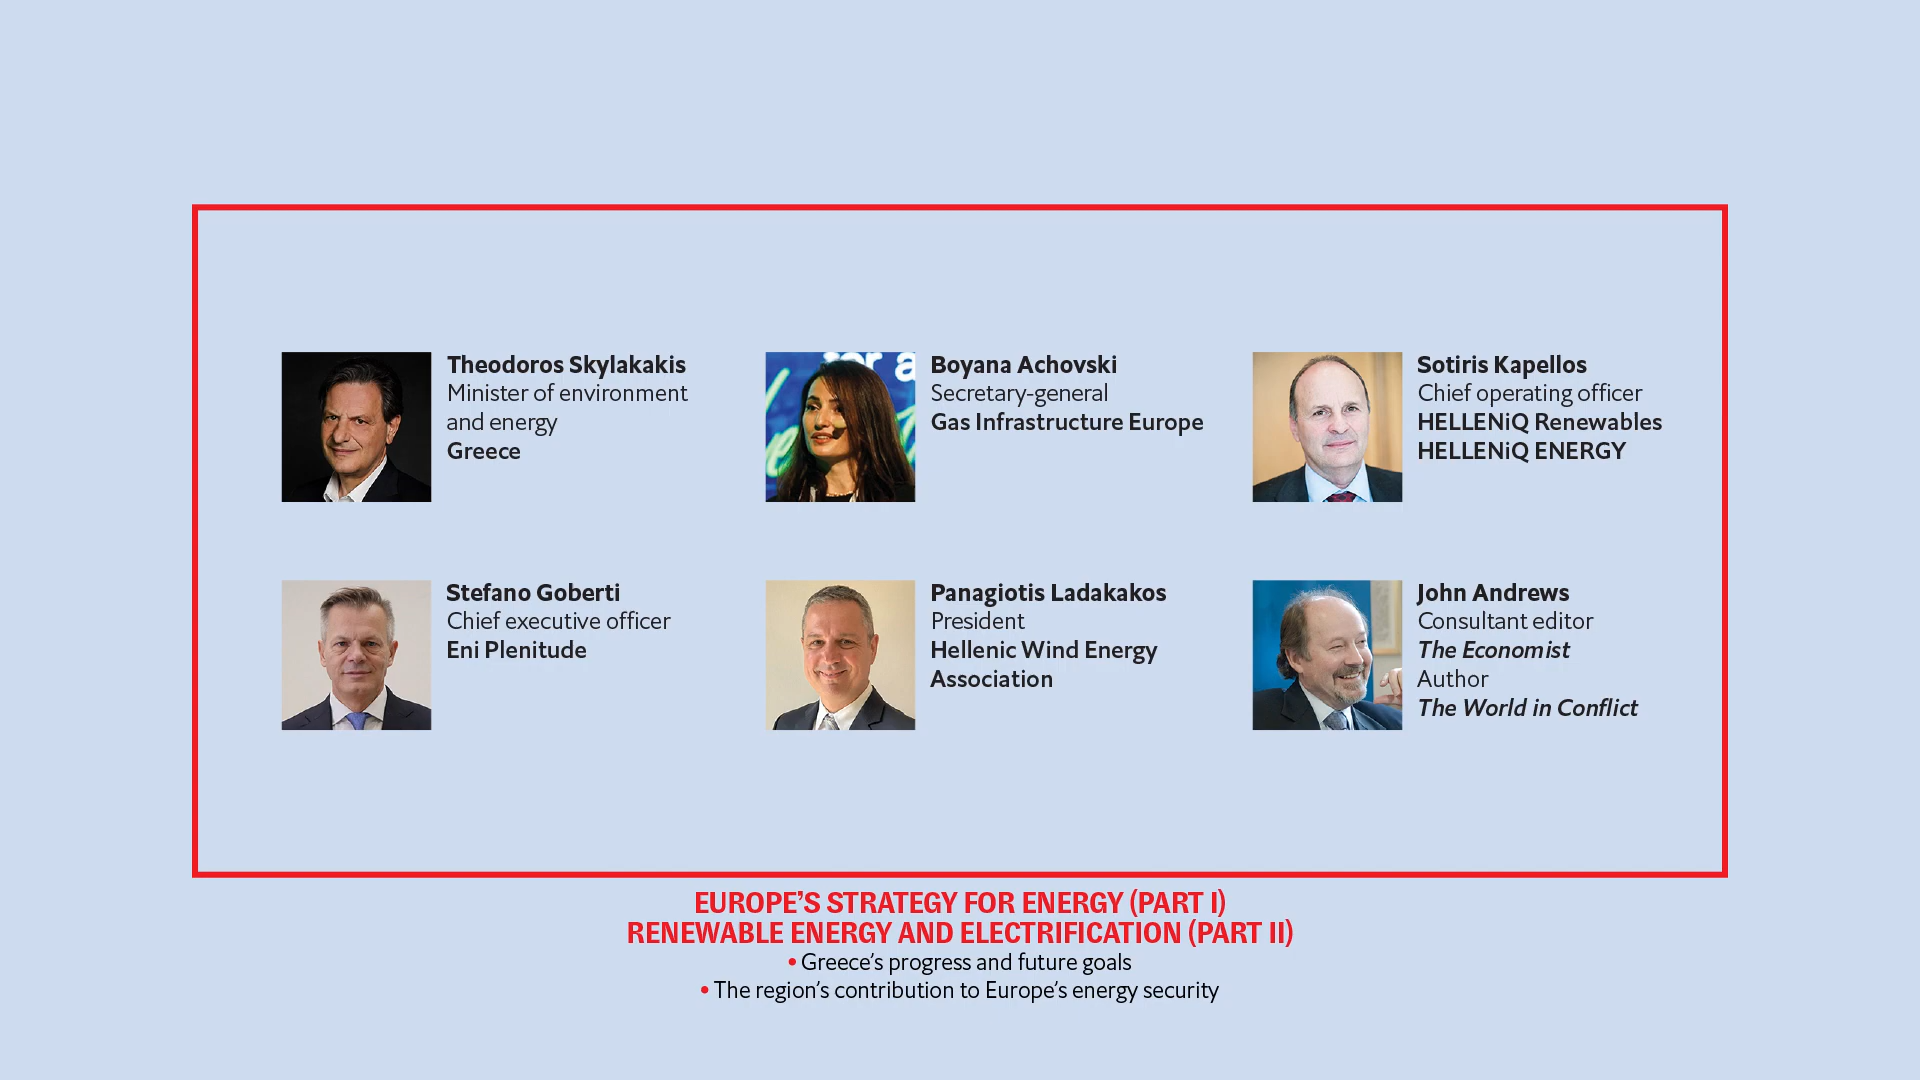 Theodoros Skylakakis
Minister of environment
and energy
Greece
Boyana Achovski
Secretary-general
Gas Infrastructure Europe
Sotiris Kapellos
Chief operating officer
HELLENiQ Renewables
HELLENiQ ENERGY
Stefano Goberti
Chief executive officer
Eni Plenitude
Panagiotis Ladakakos
President
Hellenic Wind Energy
Association
John Andrews
Consultant editor
The Economist
Author
The World in Conflict
EUROPE’S STRATEGY FOR ENERGY (PART I)
RENEWABLE ENERGY AND ELECTRIFICATION (PART II)
• Greece’s progress and future goals
• The region’s contribution to Europe’s energy security